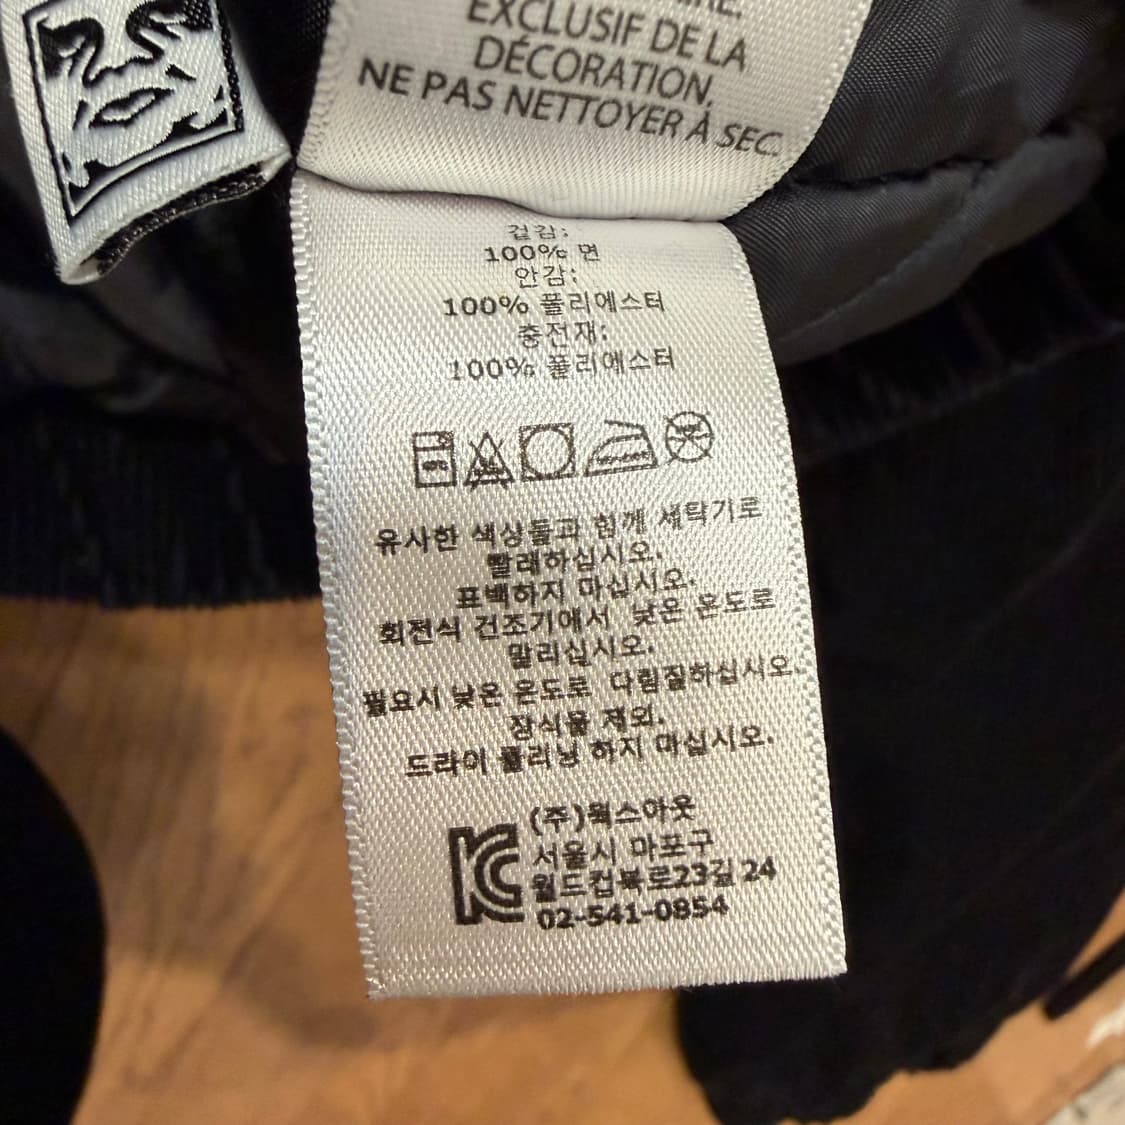 EXCLUSIF DE LA
DÉCORATION,
NE PAS NETTOYER À SEC.
겉감:
100% 면
안감:
100% 폴리에스터
충전재:
100% 폴리에스터
유사한 색상들과 함께 세탁기로
빨래하십시오.
표백하지 마십시오.
회전식 건조기에서 낮은 온도로
말리십시오.
필요시 낮은 온도로 다림질하십시오.
장식물 제외.
드라이 클리닝 하지 마십시오.
(주)웍스아웃
서울시 마포구
월드컵북로23길 24
02-541-0854